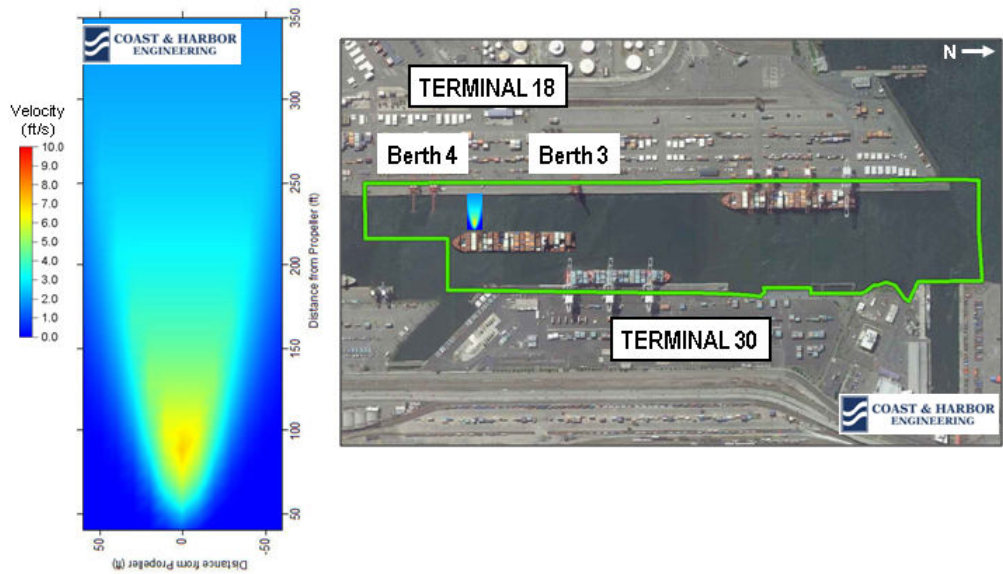 COAST & HARBOR
ENGINEERING
Velocity
(ft/s)
10.0
9.0
8.0
7.0
6.0
5.0
4.0
3.0
2.0
1.0
0.0
350
300
250
200
150
100
50
Distance from Propeller (ft)
50
0
-50
Distance from Propeller (ft)
N
TERMINAL 18
Berth 4
Berth 3
TERMINAL 30
COAST & HARBOR
ENGINEERING